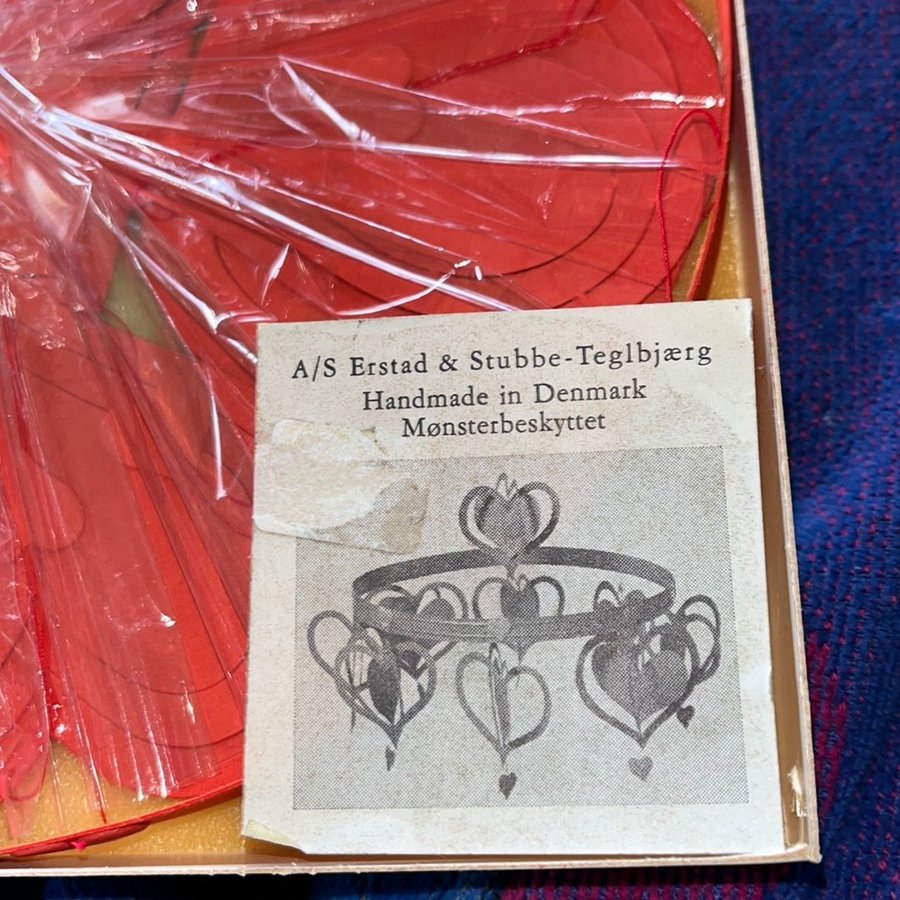 A/S Erstad & Stubbe-Teglbjærg
Handmade in Denmark
Mønsterbeskyttet